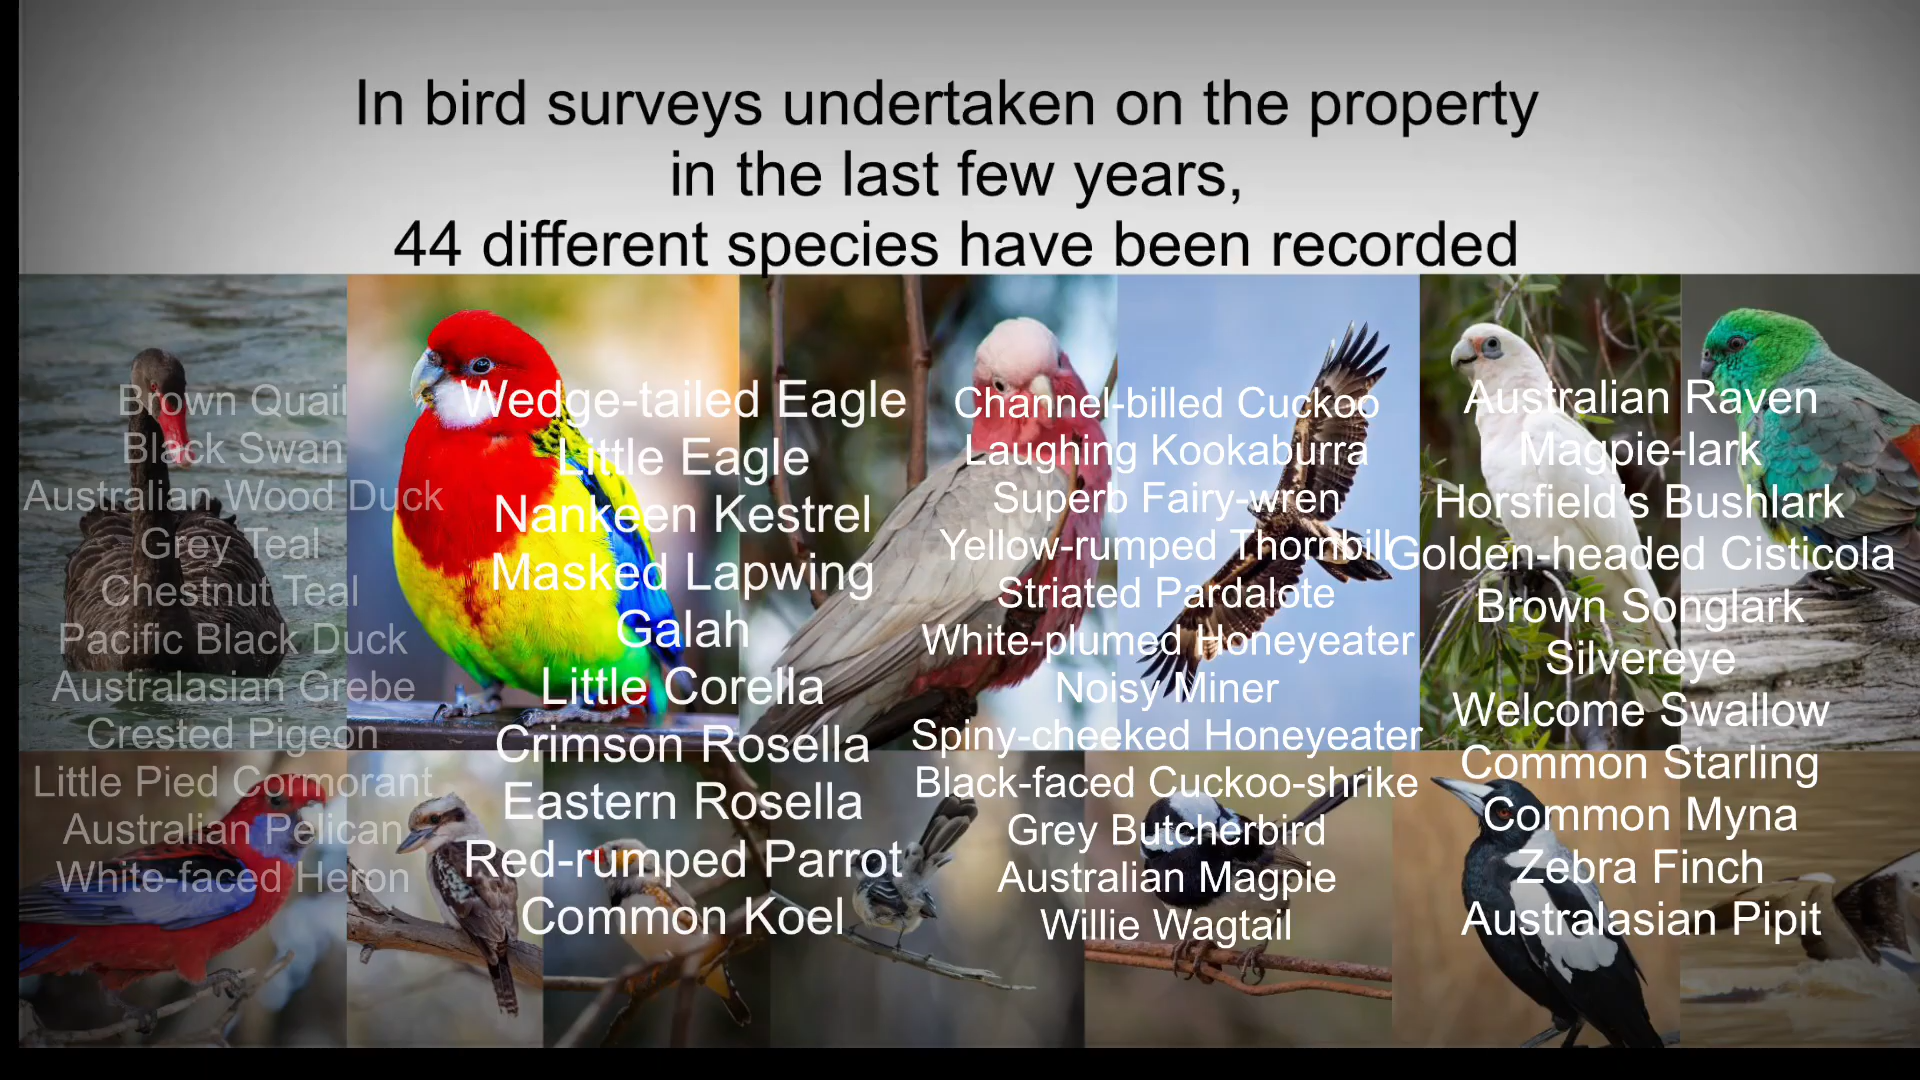 In bird surveys undertaken on the property
in the last few years,
44 different species have been recorded
Brown Quail
Black Swan
Australian Wood Duck
Grey Teal
Chestnut Teal
Pacific Black Duck
Australasian Grebe
Crested Pigeon
Little Pied Cormorant
Australian Pelican
White-faced Heron
Wedge-tailed Eagle
Little Eagle
Nankeen Kestrel
Masked Lapwing
Galah
Little Corella
Crimson Rosella
Eastern Rosella
Red-rumped Parrot
Common Koel
Channel-billed Cuckoo
Laughing Kookaburra
Superb Fairy-wren
Yellow-rumped Thornbill
Striated Pardalote
White-plumed Honeyeater
Noisy Miner
Spiny-cheeked Honeyeater
Black-faced Cuckoo-shrike
Grey Butcherbird
Australian Magpie
Willie Wagtail
Australian Raven
Magpie-lark
Horsfield's Bushlark
Golden-headed Cisticola
Brown Songlark
Silvereye
Welcome Swallow
Common Starling
Common Myna
Zebra Finch
Australasian Pipit